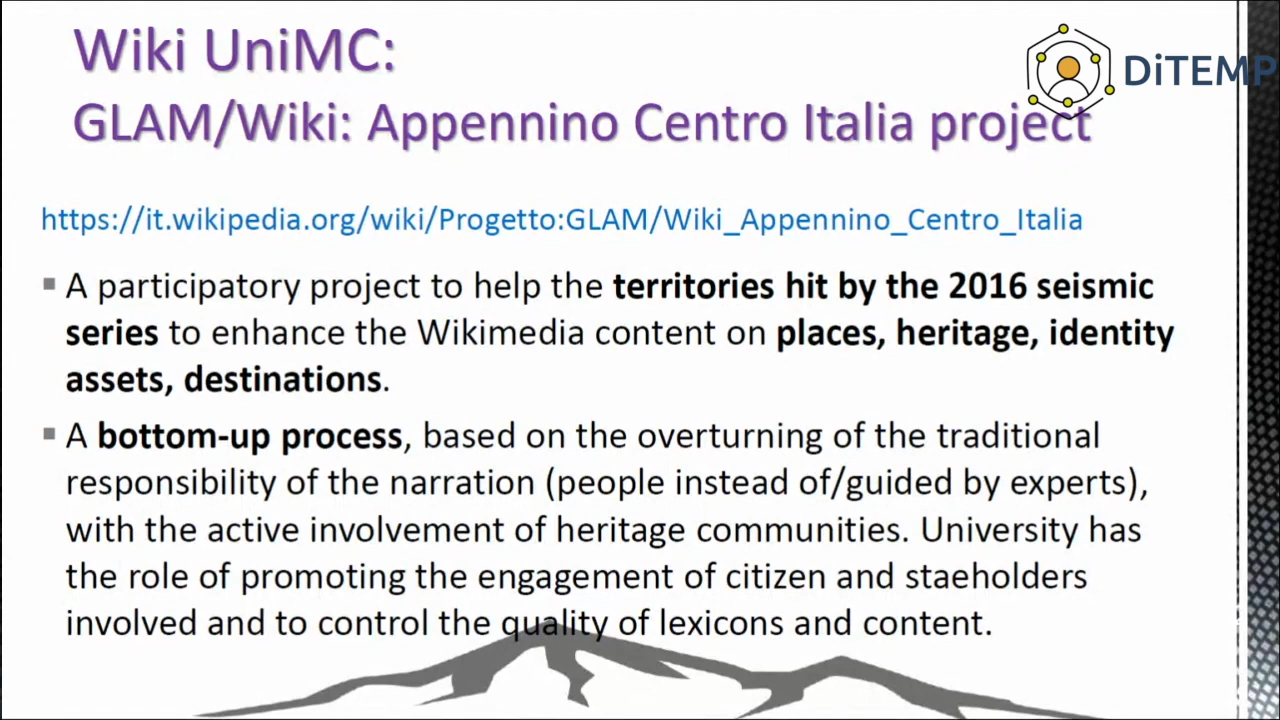 Wiki UniMC:
DiTEMP
GLAM/Wiki: Appennino Centro Italia project
https://it.wikipedia.org/wiki/Progetto:GLAM/Wiki_Appennino_Centro_Italia
▪ A participatory project to help the territories hit by the 2016 seismic
series to enhance the Wikimedia content on places, heritage, identity
assets, destinations.
▪ A bottom-up process, based on the overturning of the traditional
responsibility of the narration (people instead of/guided by experts),
with the active involvement of heritage communities. University has
the role of promoting the engagement of citizen and staeholders
involved and to control the quality of lexicons and content.